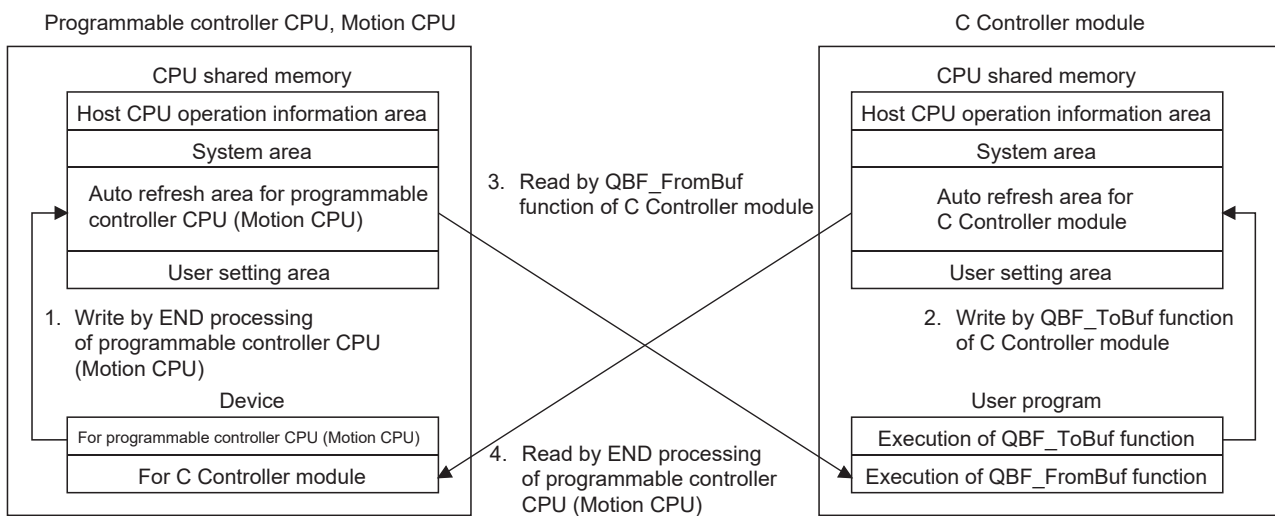 Programmable controller CPU, Motion CPU
CPU shared memory
Host CPU operation information area
System area
Auto refresh area for programmable
controller CPU (Motion CPU)
User setting area
1. Write by END processing
of programmable controller CPU
(Motion CPU)
Device
For programmable controller CPU (Motion CPU)
For C Controller module
3. Read by QBF_FromBuf
function of C Controller module
4. Read by END processing
of programmable controller
CPU (Motion CPU)
C Controller module
CPU shared memory
Host CPU operation information area
System area
Auto refresh area for
C Controller module
User setting area
2. Write by QBF_ToBuf function
of C Controller module
User program
Execution of QBF_ToBuf function
Execution of QBF_FromBuf function